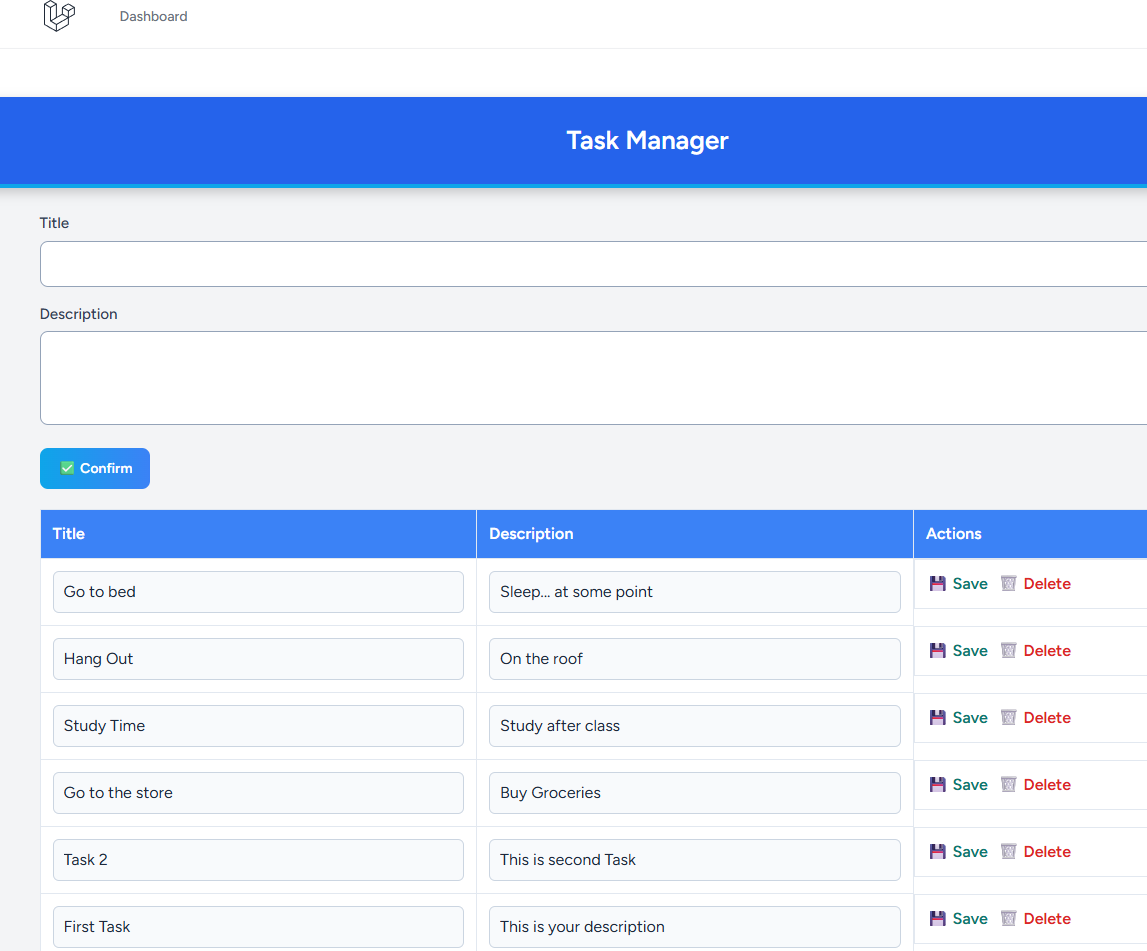 Dashboard
Task Manager
Title
Description
✅ Confirm
Title Description Actions
Go to bed Sleep... at some point 💾 Save 🗑️ Delete
Hang Out On the roof 💾 Save 🗑️ Delete
Study Time Study after class 💾 Save 🗑️ Delete
Go to the store Buy Groceries 💾 Save 🗑️ Delete
Task 2 This is second Task 💾 Save 🗑️ Delete
First Task This is your description 💾 Save 🗑️ Delete